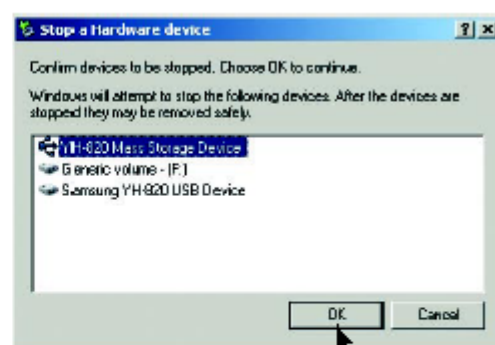 Stop a Hardware device
Confirm devices to be stopped. Choose OK to continue.
Windows will attempt to stop the following devices. After the devices are
stopped they may be removed safely.
YH-820 Mass Storage Device
Generic volume - (F:)
Samsung YH-820 USB Device
OK
Cancel